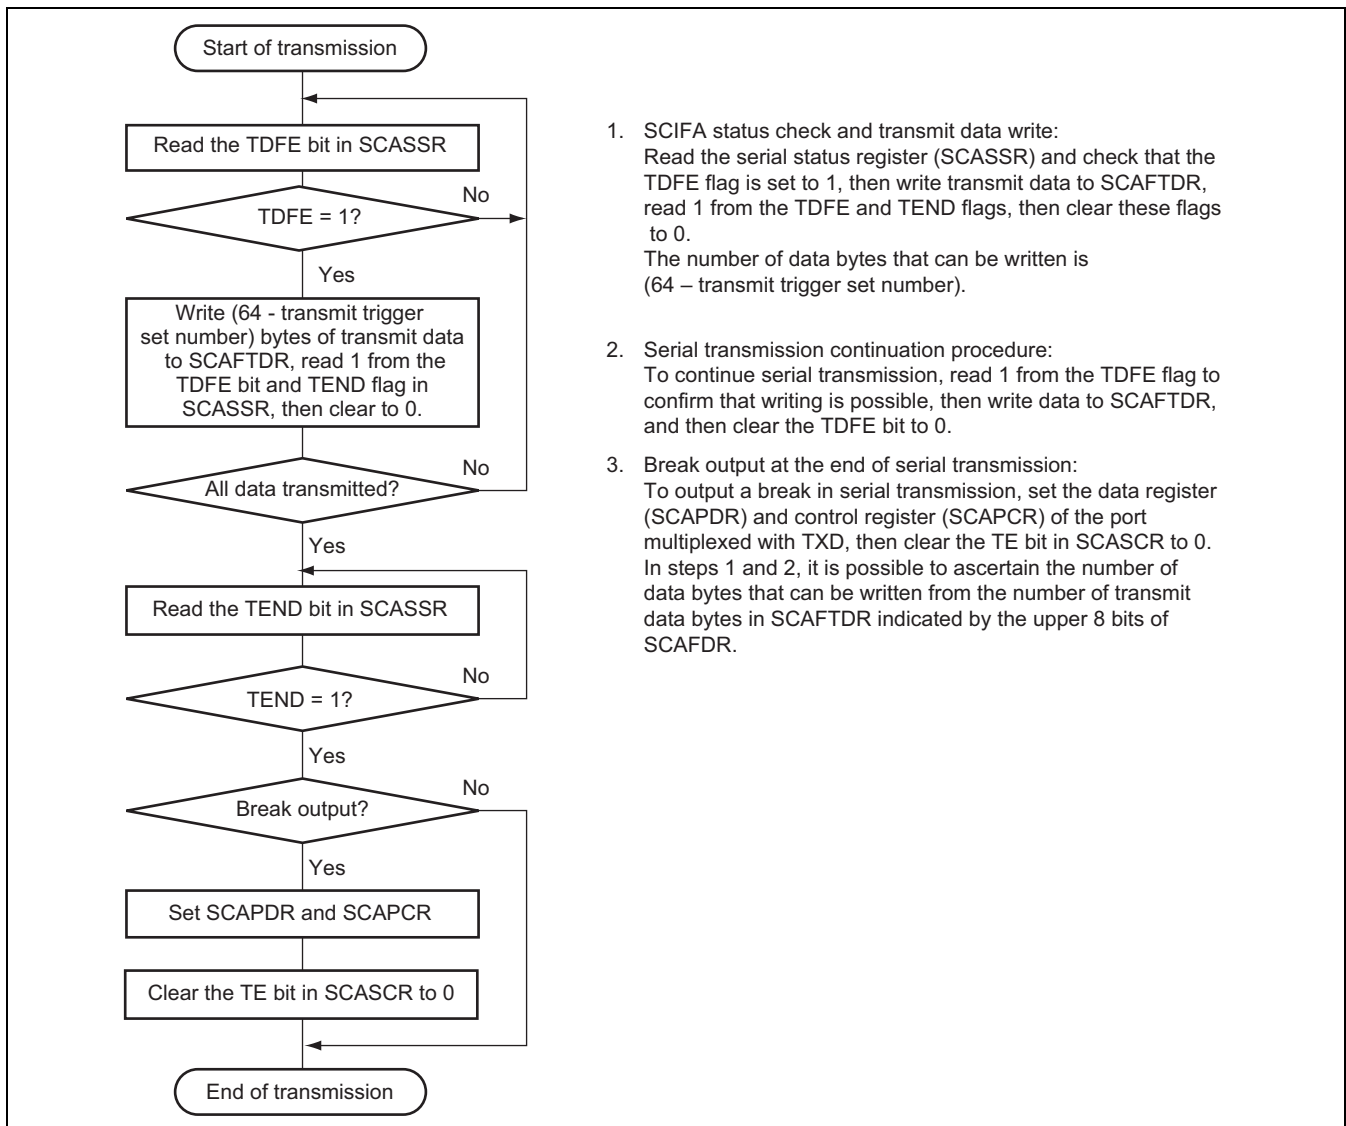 Start of transmission
Read the TDFE bit in SCASSR
No
TDFE = 1?
Yes
Write (64 - transmit trigger
set number) bytes of transmit data
to SCAFTDR, read 1 from the
TDFE bit and TEND flag in
SCASSR, then clear to 0.
No
All data transmitted?
Yes
Read the TEND bit in SCASSR
No
TEND = 1?
Yes
No
Break output?
Yes
Set SCAPDR and SCAPCR
Clear the TE bit in SCASCR to 0
End of transmission
1. SCIFA status check and transmit data write:
Read the serial status register (SCASSR) and check that the
TDFE flag is set to 1, then write transmit data to SCAFTDR,
read 1 from the TDFE and TEND flags, then clear these flags
to 0.
The number of data bytes that can be written is
(64 – transmit trigger set number).
2. Serial transmission continuation procedure:
To continue serial transmission, read 1 from the TDFE flag to
confirm that writing is possible, then write data to SCAFTDR,
and then clear the TDFE bit to 0.
3. Break output at the end of serial transmission:
To output a break in serial transmission, set the data register
(SCAPDR) and control register (SCAPCR) of the port
multiplexed with TXD, then clear the TE bit in SCASCR to 0.
In steps 1 and 2, it is possible to ascertain the number of
data bytes that can be written from the number of transmit
data bytes in SCAFTDR indicated by the upper 8 bits of
SCAFDR.